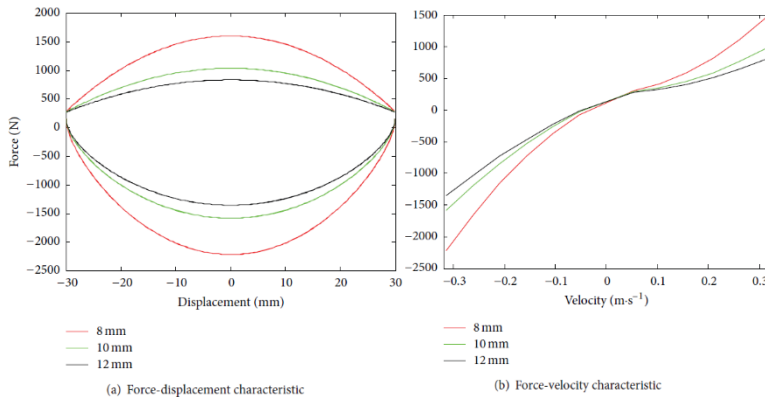 2000
1500
1000
500
0
−500
−1000
−1500
−2000
−2500
Force (N)
−30 −20 −10 0 10 20 30
Displacement (mm)
8 mm
10 mm
12 mm
(a) Force-displacement characteristic
1500
1000
500
0
−500
−1000
−1500
−2000
−2500
−0.3 −0.2 −0.1 0 0.1 0.2 0.3
Velocity (m·s⁻¹)
8 mm
10 mm
12 mm
(b) Force-velocity characteristic